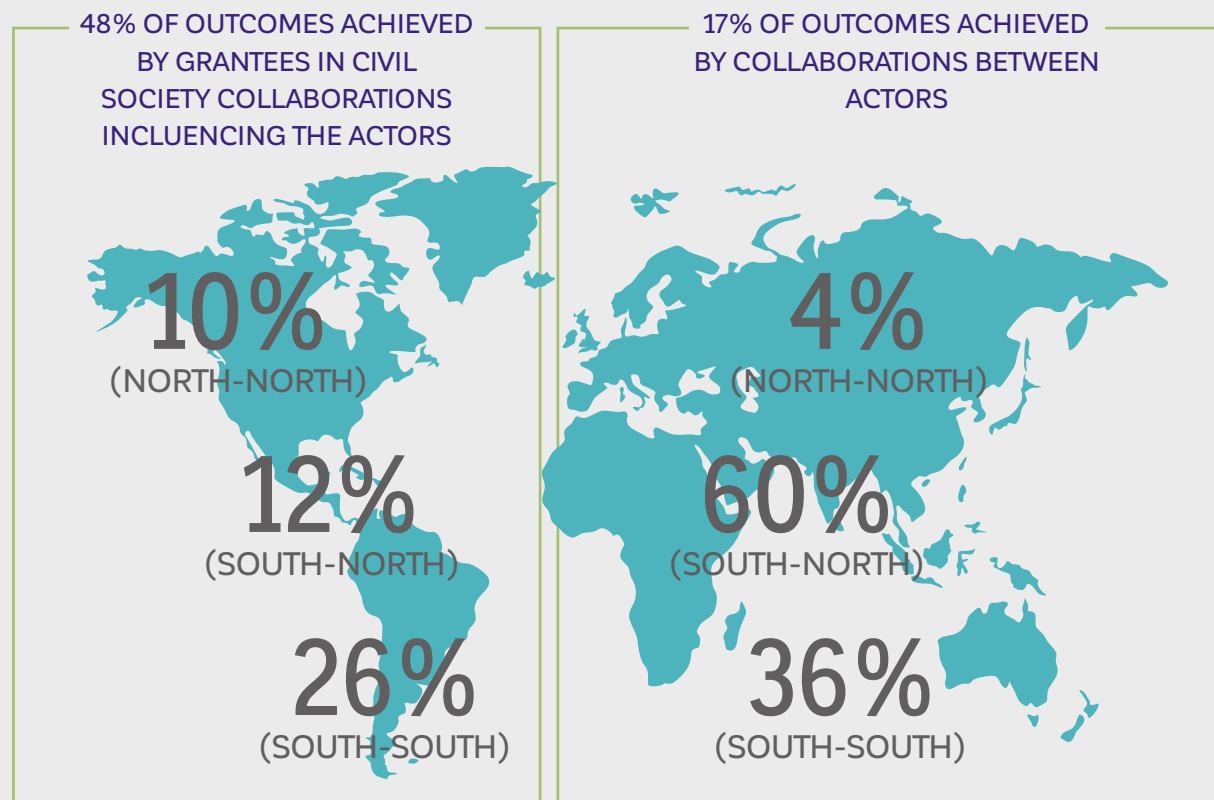 48% OF OUTCOMES ACHIEVED
BY GRANTEES IN CIVIL
SOCIETY COLLABORATIONS
INCLUENCING THE ACTORS
10%
(NORTH-NORTH)
12%
(SOUTH-NORTH)
26%
(SOUTH-SOUTH)
17% OF OUTCOMES ACHIEVED
BY COLLABORATIONS BETWEEN
ACTORS
4%
(NORTH-NORTH)
60%
(SOUTH-NORTH)
36%
(SOUTH-SOUTH)